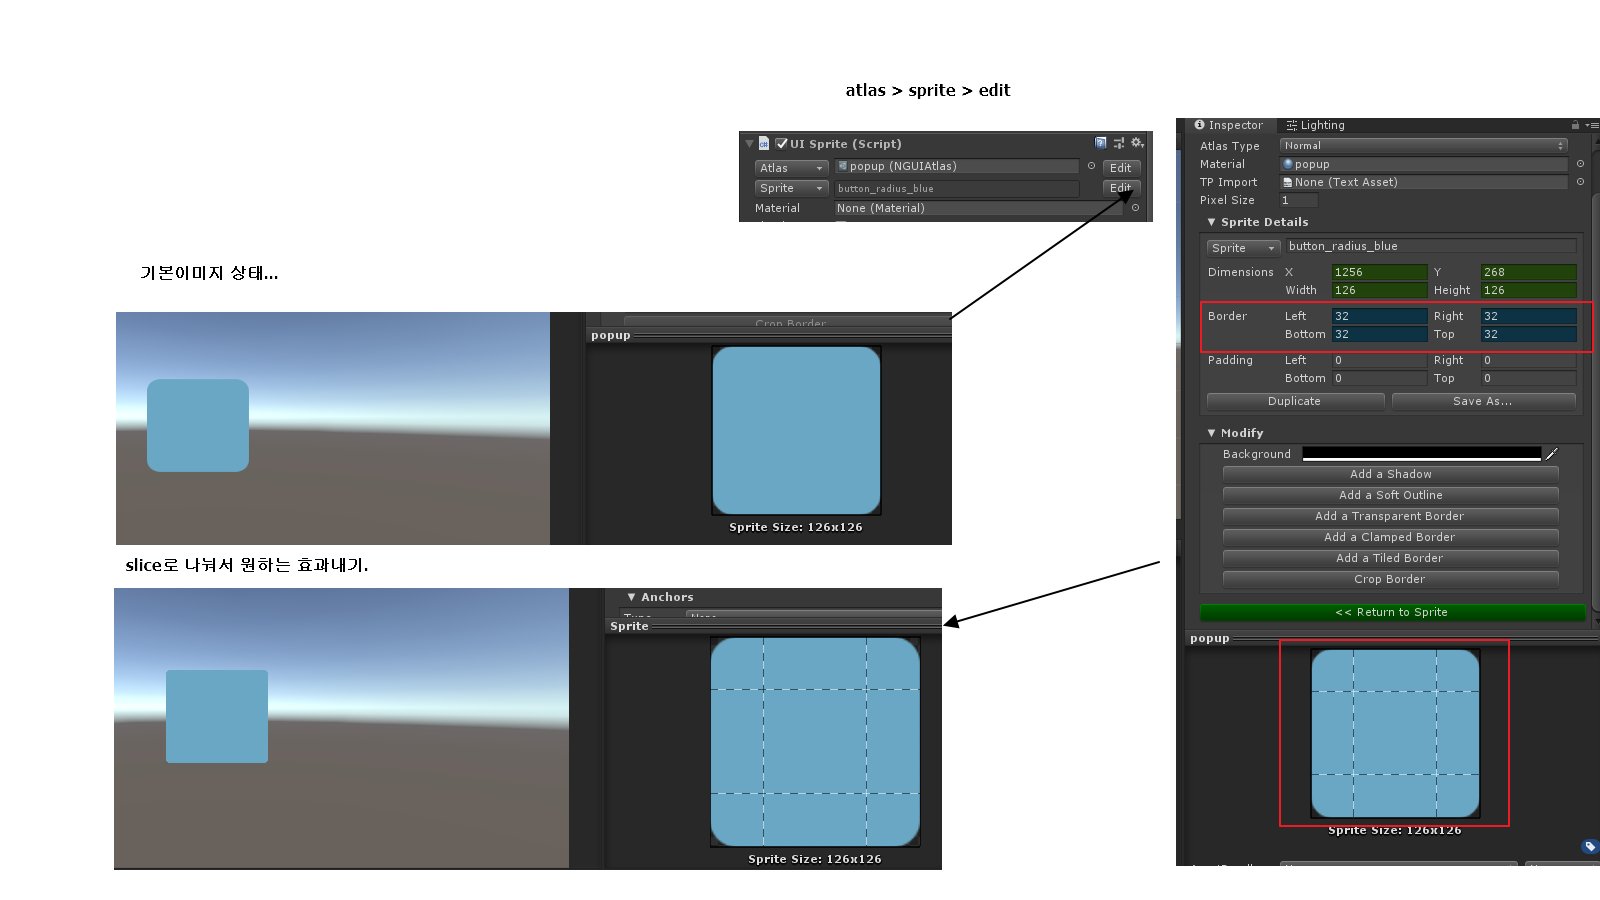 atlas > sprite > edit
UI Sprite (Script)
Atlas popup (NGUIAtlas) Edit
Sprite button_radius_blue Edit
Material None (Material)
기본이미지 상태...
Crop Border
popup
Sprite Size: 126x126
slice로 나눠서 원하는 효과내기.
Anchors
Type None
Sprite
Sprite Size: 126x126
Inspector Lighting
Atlas Type Normal
Material popup
TP Import None (Text Asset)
Pixel Size 1
Sprite Details
Sprite button_radius_blue
Dimensions X 1256 Y 268
Width 126 Height 126
Border Left 32 Right 32
Bottom 32 Top 32
Padding Left 0 Right 0
Bottom 0 Top 0
Duplicate Save As...
Modify
Background
Add a Shadow
Add a Soft Outline
Add a Transparent Border
Add a Clamped Border
Add a Tiled Border
Crop Border
<< Return to Sprite
popup
Sprite Size: 126x126